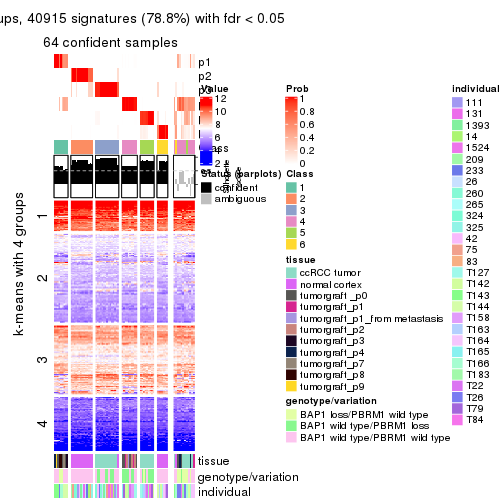 ups, 40915 signatures (78.8%) with fdr < 0.05
64 confident samples
p1
p2
Value
12
10
8
6
4
2
Status (barplots)
confident
ambiguous
k-means with 4 groups
1
2
3
4
tissue
genotype/variation
individual
Prob
1
0.8
0.6
0.4
0.2
0
Class
1
2
3
4
5
6
tissue
ccRCC tumor
normal cortex
tumorgraft_p0
tumorgraft_p1
tumorgraft_p1_from metastasis
tumorgraft_p2
tumorgraft_p3
tumorgraft_p4
tumorgraft_p7
tumorgraft_p8
tumorgraft_p9
genotype/variation
BAP1 loss/PBRM1 wild type
BAP1 wild type/PBRM1 loss
BAP1 wild type/PBRM1 wild type
individual
111
131
1393
14
1524
209
233
26
260
265
324
325
42
75
83
T127
T142
T143
T144
T158
T163
T164
T165
T166
T183
T22
T26
T79
T84